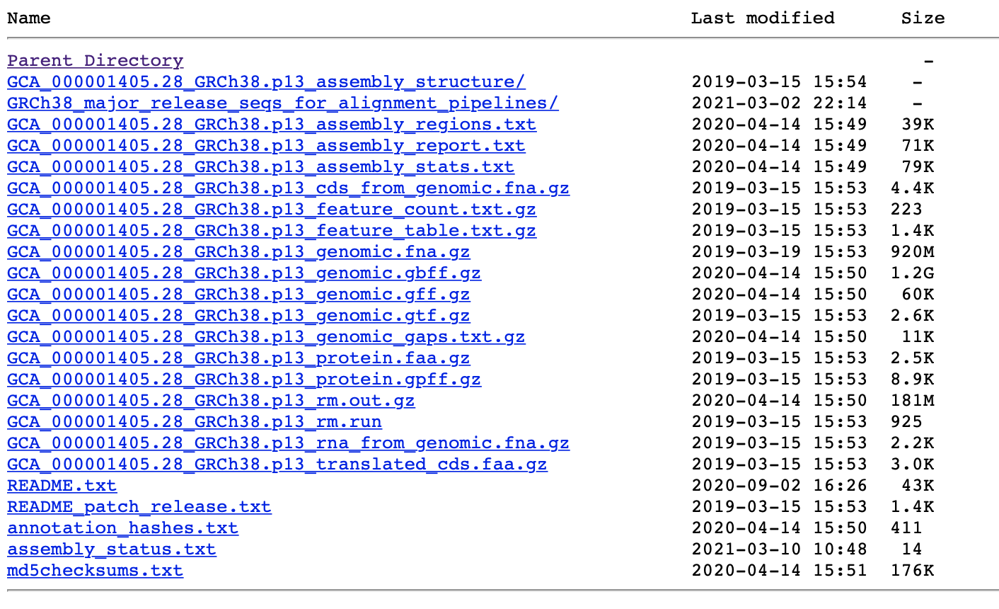 Name Last modified Size
Parent Directory -
GCA_000001405.28_GRCh38.p13_assembly_structure/ 2019-03-15 15:54 -
GRCh38_major_release_seqs_for_alignment_pipelines/ 2021-03-02 22:14 -
GCA_000001405.28_GRCh38.p13_assembly_regions.txt 2020-04-14 15:49 39K
GCA_000001405.28_GRCh38.p13_assembly_report.txt 2020-04-14 15:49 71K
GCA_000001405.28_GRCh38.p13_assembly_stats.txt 2020-04-14 15:49 79K
GCA_000001405.28_GRCh38.p13_cds_from_genomic.fna.gz 2019-03-15 15:53 4.4K
GCA_000001405.28_GRCh38.p13_feature_count.txt.gz 2019-03-15 15:53 223
GCA_000001405.28_GRCh38.p13_feature_table.txt.gz 2019-03-15 15:53 1.4K
GCA_000001405.28_GRCh38.p13_genomic.fna.gz 2019-03-19 15:53 920M
GCA_000001405.28_GRCh38.p13_genomic.gbff.gz 2020-04-14 15:50 1.2G
GCA_000001405.28_GRCh38.p13_genomic.gff.gz 2020-04-14 15:50 60K
GCA_000001405.28_GRCh38.p13_genomic.gtf.gz 2019-03-15 15:53 2.6K
GCA_000001405.28_GRCh38.p13_genomic_gaps.txt.gz 2020-04-14 15:50 11K
GCA_000001405.28_GRCh38.p13_protein.faa.gz 2019-03-15 15:53 2.5K
GCA_000001405.28_GRCh38.p13_protein.gpff.gz 2019-03-15 15:53 8.9K
GCA_000001405.28_GRCh38.p13_rm.out.gz 2020-04-14 15:50 181M
GCA_000001405.28_GRCh38.p13_rm.run 2019-03-15 15:53 925
GCA_000001405.28_GRCh38.p13_rna_from_genomic.fna.gz 2019-03-15 15:53 2.2K
GCA_000001405.28_GRCh38.p13_translated_cds.faa.gz 2019-03-15 15:53 3.0K
README.txt 2020-09-02 16:26 43K
README_patch_release.txt 2019-03-15 15:53 1.4K
annotation_hashes.txt 2020-04-14 15:50 411
assembly_status.txt 2021-03-10 10:48 14
md5checksums.txt 2020-04-14 15:51 176K